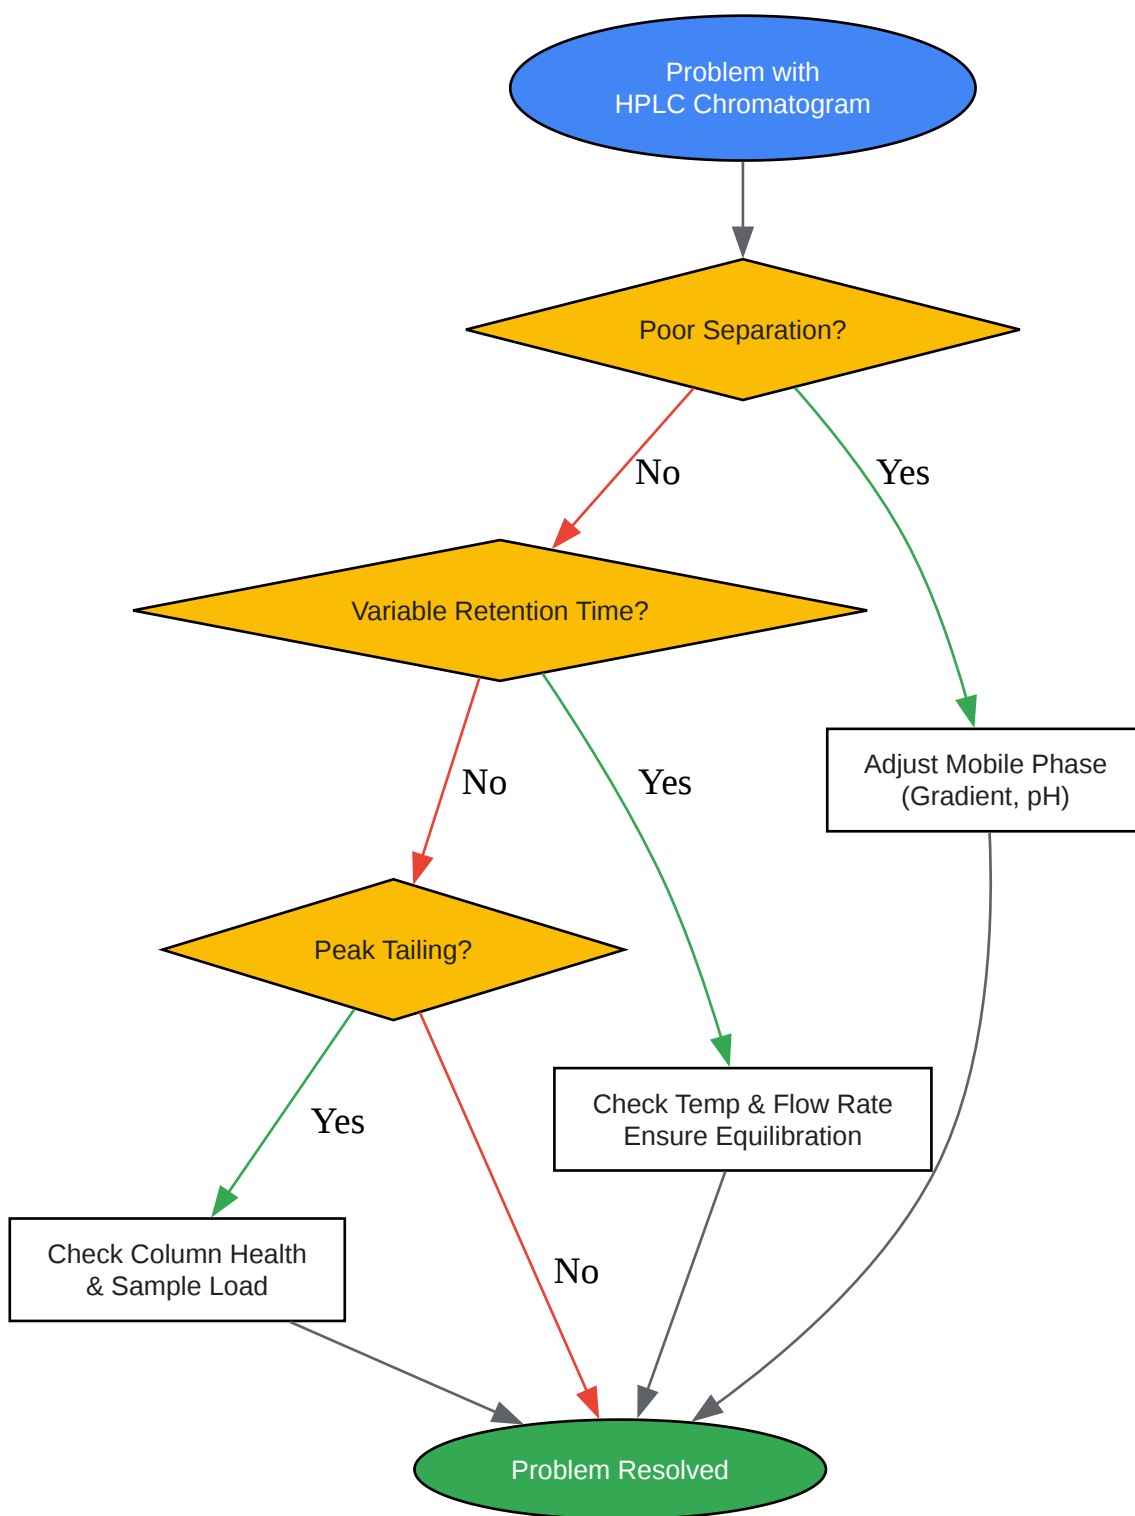 Problem with
HPLC Chromatogram
Poor Separation?
No
Yes
Variable Retention Time?
No
Yes
Adjust Mobile Phase
(Gradient, pH)
Peak Tailing?
Yes
No
Check Temp & Flow Rate
Ensure Equilibration
Check Column Health
& Sample Load
Problem Resolved